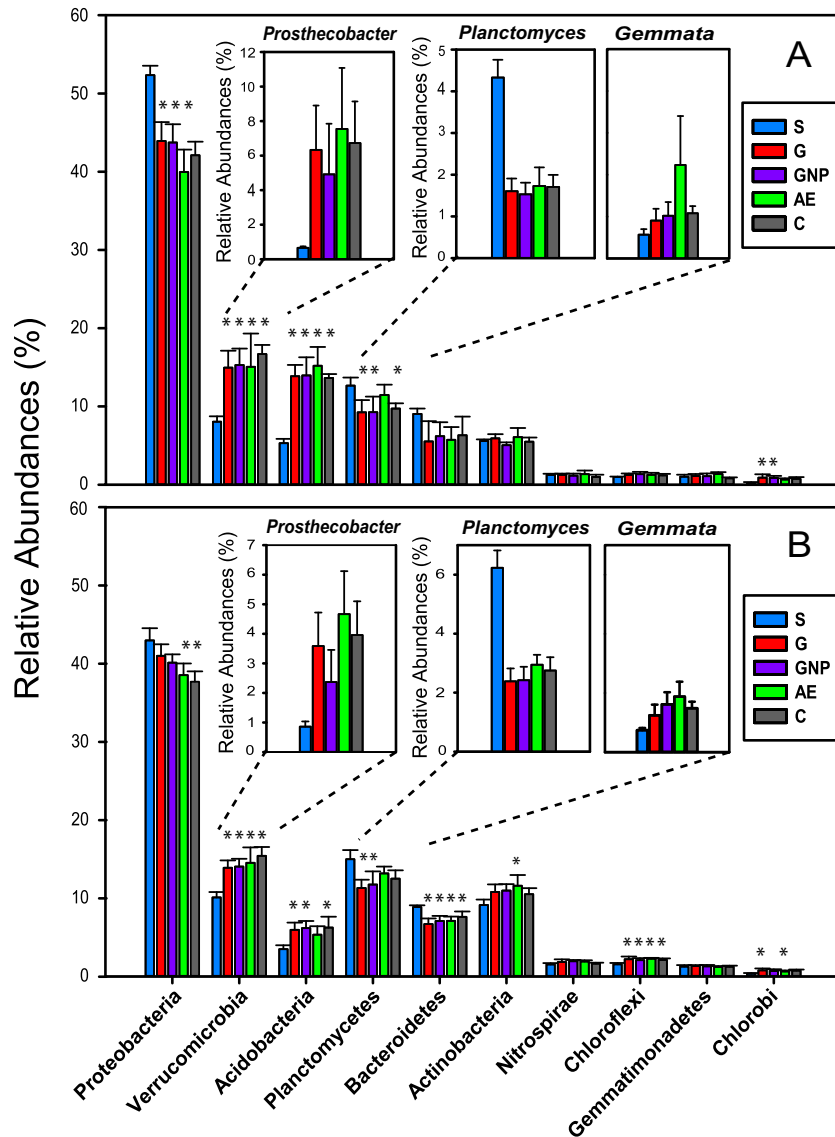 Relative Abundances (%)
A
60
50
40
30
20
10
0
***
****
****
** *
**
Prosthecobacter
Relative Abundances (%)
12
10
8
6
4
2
0
Planctomyces
Relative Abundances (%)
5
4
3
2
1
0
Gemmata
S
G
GNP
AE
C
B
60
50
40
30
20
10
0
**
****
** *
**
****
*
****
* *
Prosthecobacter
Relative Abundances (%)
7
6
5
4
3
2
1
0
Planctomyces
Relative Abundances (%)
6
4
2
0
Gemmata
S
G
GNP
AE
C
Proteobacteria
Verrucomicrobia
Acidobacteria
Planctomycetes
Bacteroidetes
Actinobacteria
Nitrospirae
Chloroflexi
Gemmatimonadetes
Chlorobi